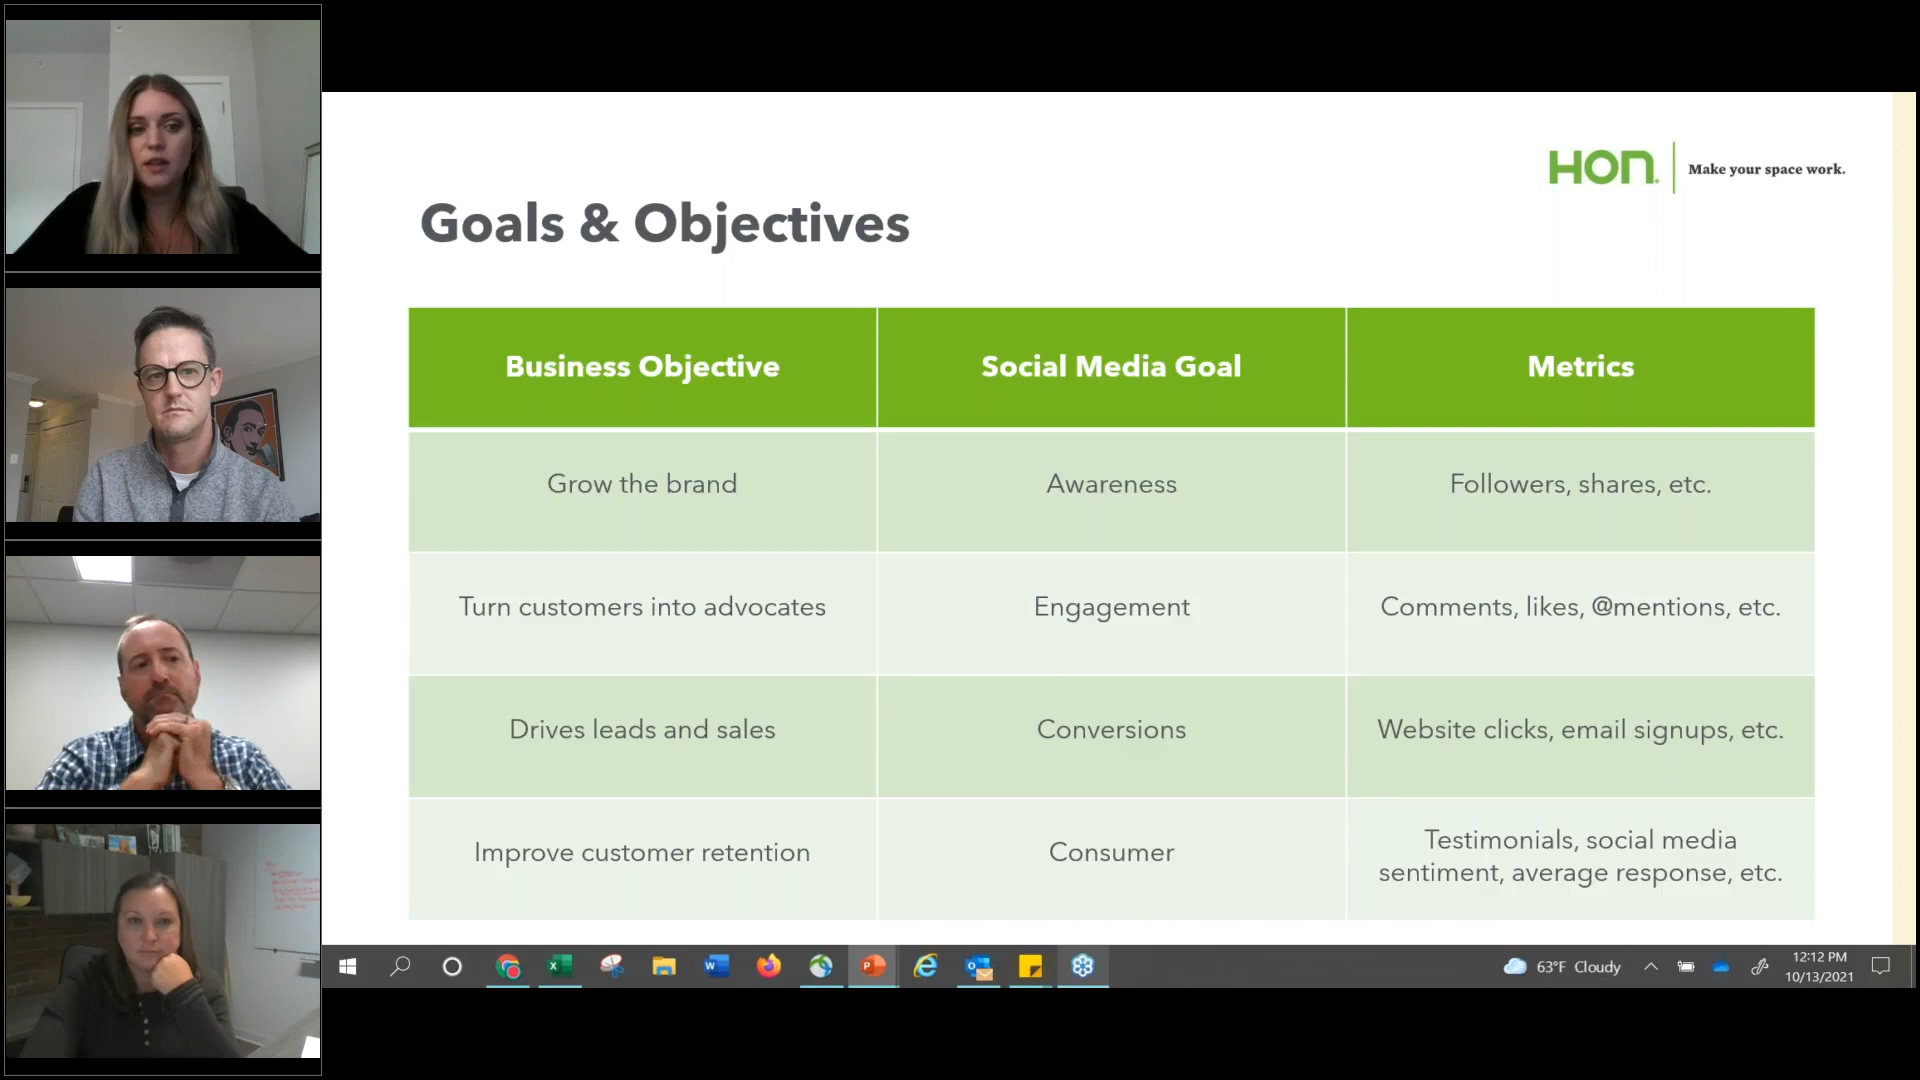 HON.
Make your space work.
Goals & Objectives
Business Objective
Social Media Goal
Metrics
Grow the brand
Awareness
Followers, shares, etc.
Turn customers into advocates
Engagement
Comments, likes, @mentions, etc.
Drives leads and sales
Conversions
Website clicks, email signups, etc.
Improve customer retention
Consumer
Testimonials, social media
sentiment, average response, etc.
63°F Cloudy
12:12 PM
10/13/2021